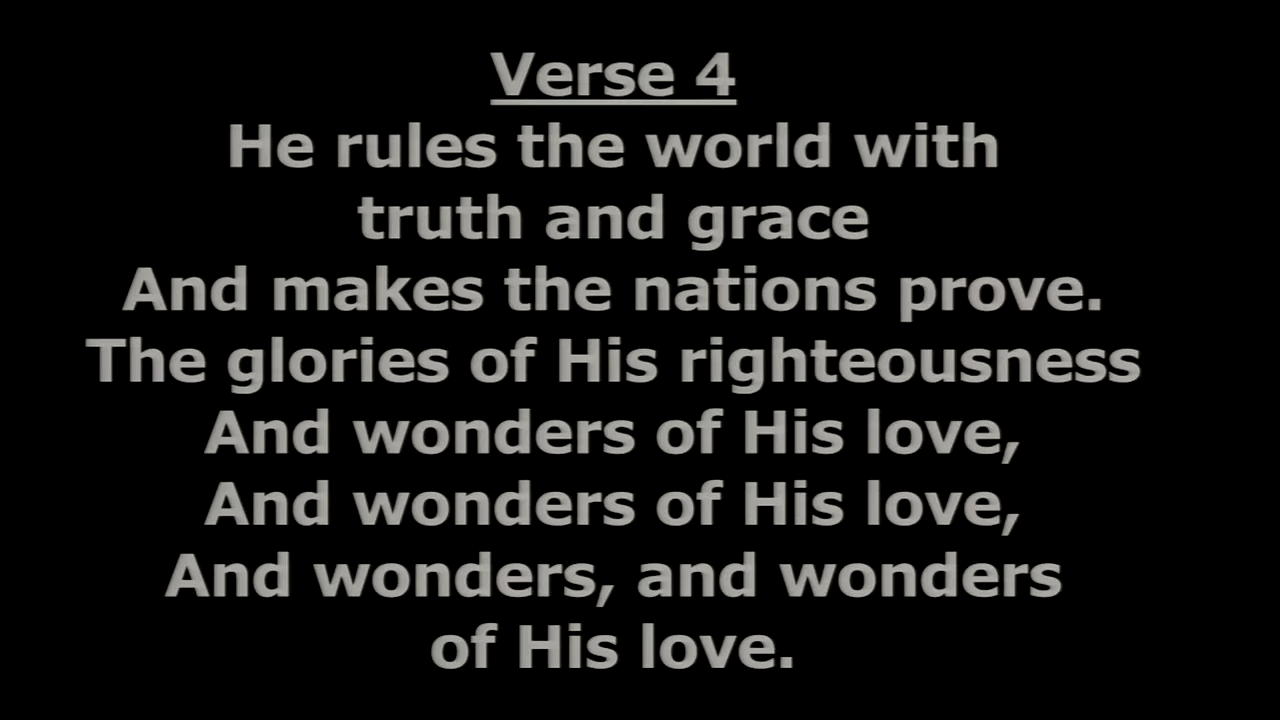 Verse 4
He rules the world with
truth and grace
And makes the nations prove.
The glories of His righteousness
And wonders of His love,
And wonders of His love,
And wonders, and wonders
of His love.